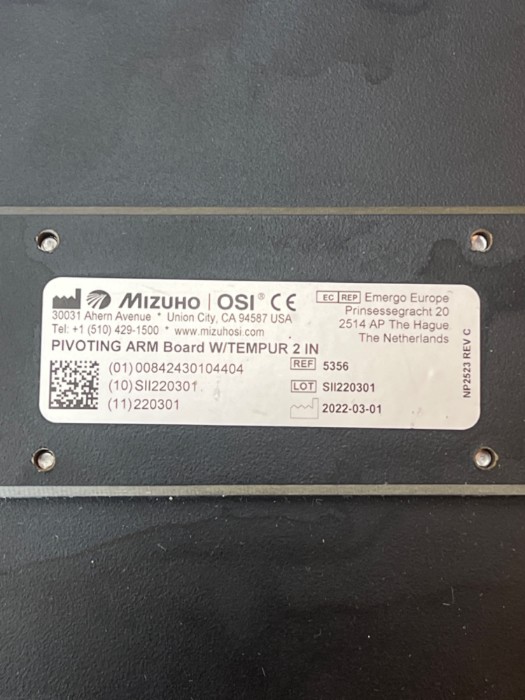 MIZUHO | OSI® CE
30031 Ahern Avenue * Union City, CA 94587 USA
Tel: +1 (510) 429-1500 * www.mizuhosi.com
EC REP Emergo Europe
Prinsessegracht 20
2514 AP The Hague
The Netherlands
PIVOTING ARM Board W/TEMPUR 2 IN
(01)00842430104404
(10)SII220301
(11)220301
REF 5356
LOT SII220301
2022-03-01
NP2523 REV C